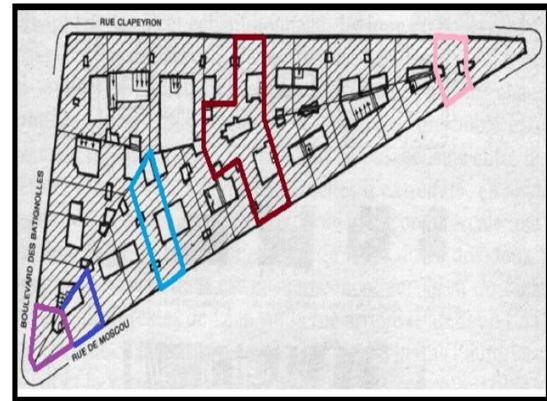 RUE CLAPEYRON
BOULEVARD DES BATIGNOLLES
RUE DE MOSCOU